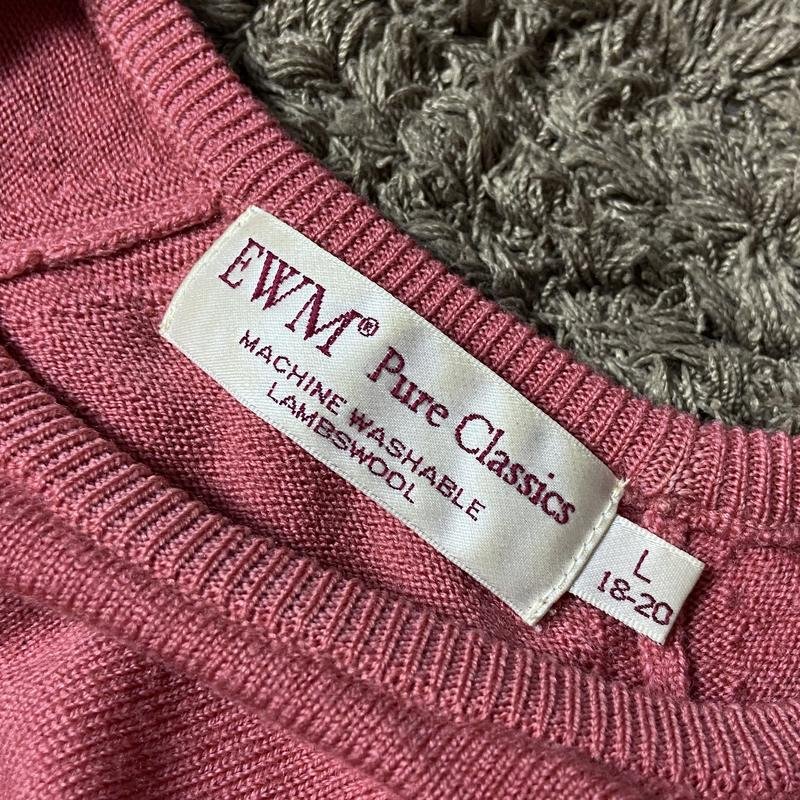 EWM® Pure Classics
MACHINE WASHABLE
LAMBSWOOL
L
18-20